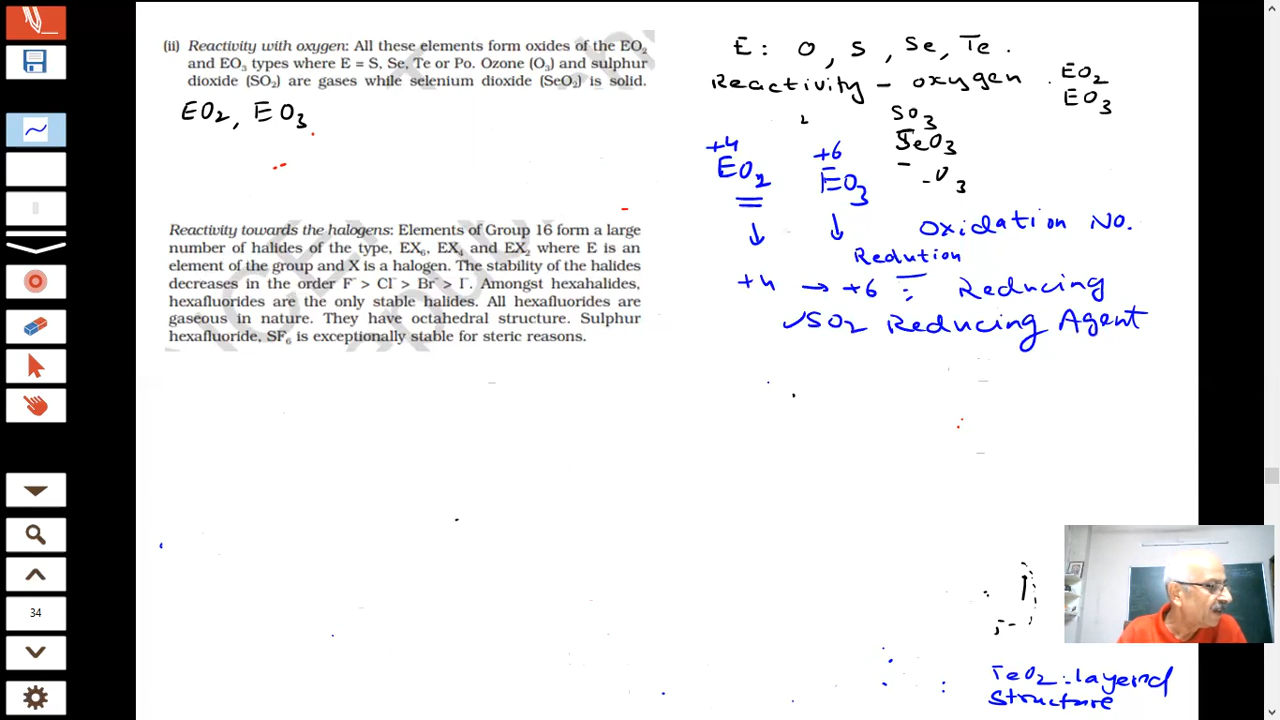 (ii) Reactivity with oxygen: All these elements form oxides of the EO₂
and EO₃ types where E = S, Se, Te or Po. Ozone (O₃) and sulphur
dioxide (SO₂) are gases while selenium dioxide (SeO₂) is solid.
EO₂, EO₃.
Reactivity towards the halogens: Elements of Group 16 form a large
number of halides of the type, EX₆, EX₄ and EX₂ where E is an
element of the group and X is a halogen. The stability of the halides
decreases in the order F⁻ > Cl⁻ > Br⁻ > I⁻. Amongst hexahalides,
hexafluorides are the only stable halides. All hexafluorides are
gaseous in nature. They have octahedral structure. Sulphur
hexafluoride, SF₆ is exceptionally stable for steric reasons.
E: O, S, Se, Te.
Reactivity - oxygen . EO₂
EO₃
SO₃
SeO₃
-O₃
+4 +6
EO₂ EO₃
↓ ↓
Oxidation No.
Redution
+4 → +6 : Reducing
✓SO₂ Reducing Agent
TeO₂ : layered
structure
34